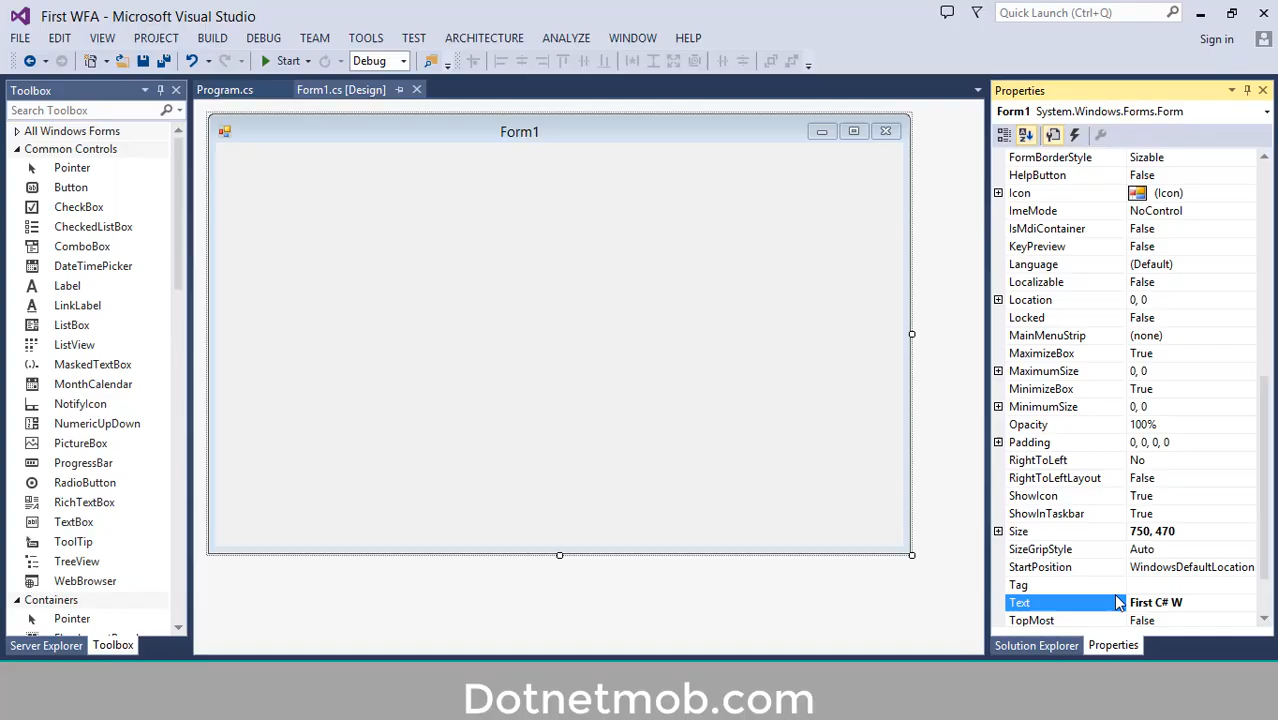 First WFA - Microsoft Visual Studio
Quick Launch (Ctrl+Q)
FILE EDIT VIEW PROJECT BUILD DEBUG TEAM TOOLS TEST ARCHITECTURE ANALYZE WINDOW HELP
Sign in
Start Debug
Toolbox
Search Toolbox
All Windows Forms
Common Controls
Pointer
Button
CheckBox
CheckedListBox
ComboBox
DateTimePicker
Label
LinkLabel
ListBox
ListView
MaskedTextBox
MonthCalendar
NotifyIcon
NumericUpDown
PictureBox
ProgressBar
RadioButton
RichTextBox
TextBox
ToolTip
TreeView
WebBrowser
Containers
Pointer
Server Explorer Toolbox
Program.cs Form1.cs [Design]
Form1
Properties
Form1 System.Windows.Forms.Form
FormBorderStyle Sizable
HelpButton False
Icon (Icon)
ImeMode NoControl
IsMdiContainer False
KeyPreview False
Language (Default)
Localizable False
Location 0, 0
Locked False
MainMenuStrip (none)
MaximizeBox True
MaximumSize 0, 0
MinimizeBox True
MinimumSize 0, 0
Opacity 100%
Padding 0, 0, 0, 0
RightToLeft No
RightToLeftLayout False
ShowIcon True
ShowInTaskbar True
Size 750, 470
SizeGripStyle Auto
StartPosition WindowsDefaultLocation
Tag
Text First C# W
TopMost False
Solution Explorer Properties
Dotnetmob.com